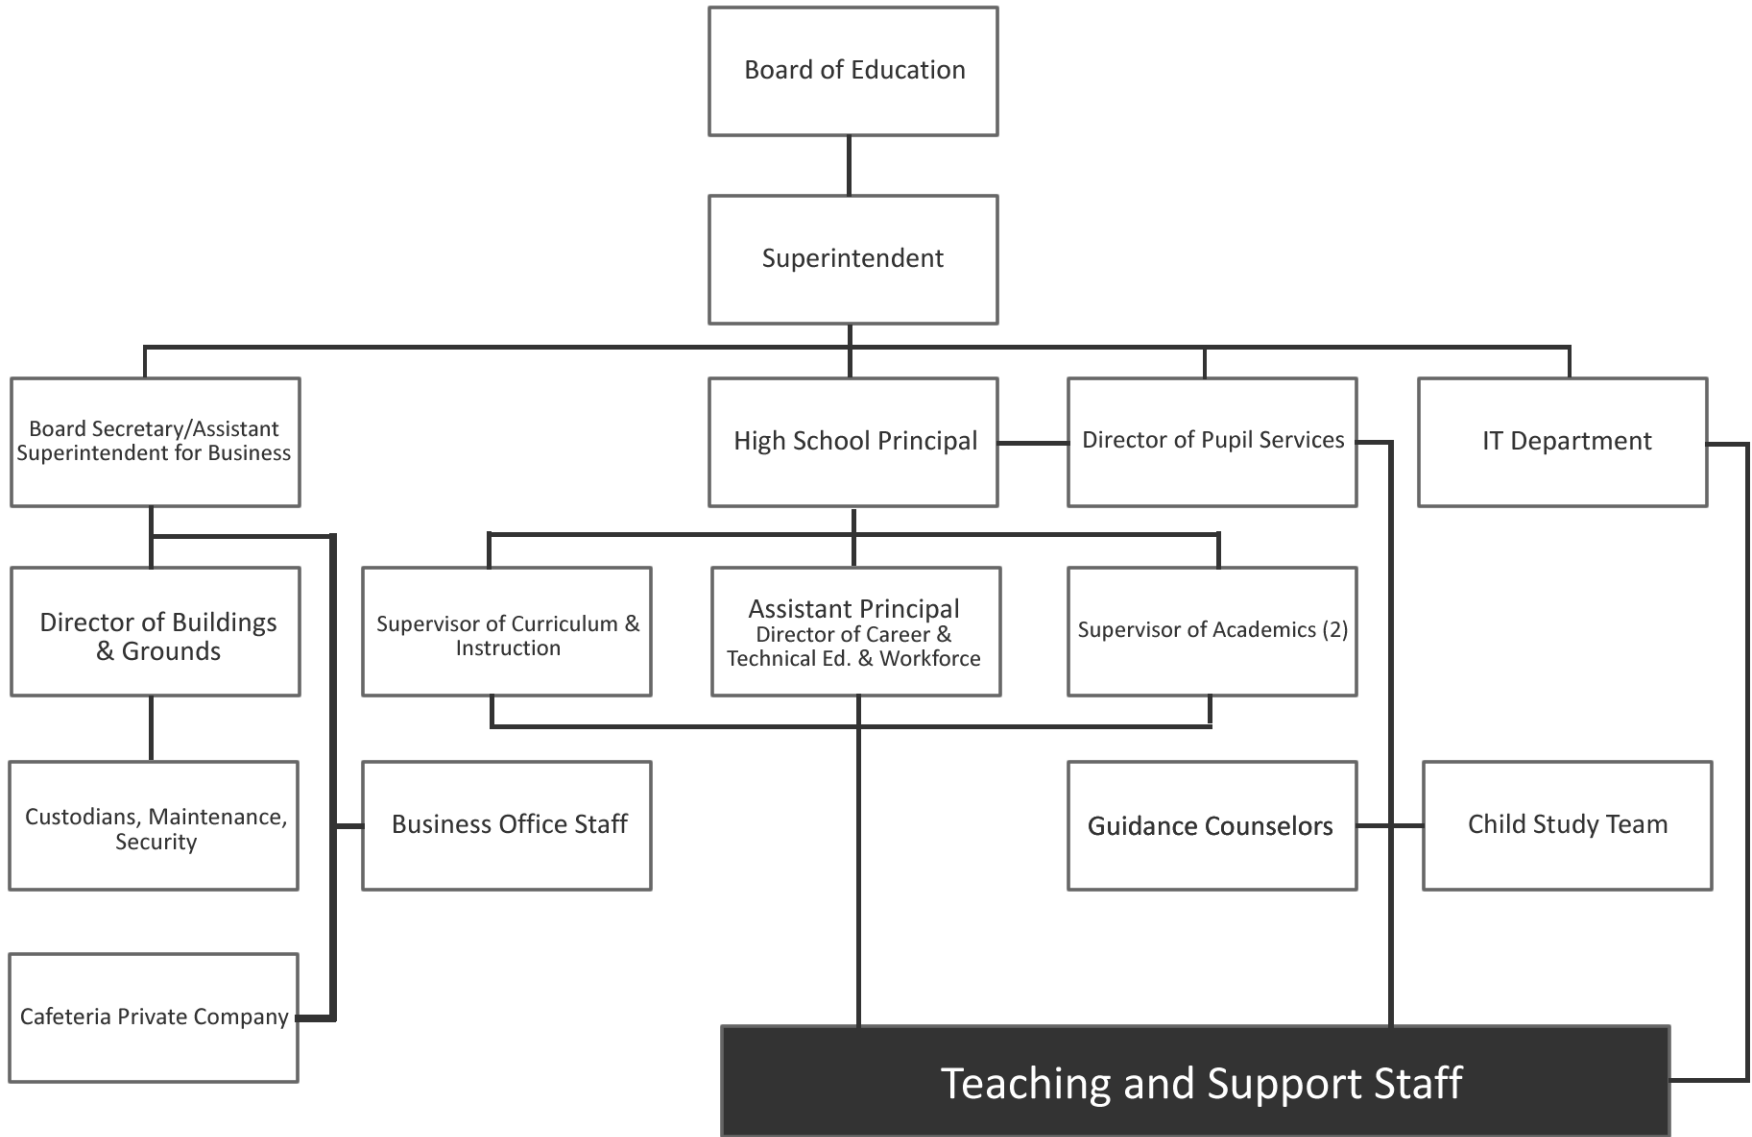 Board of Education
Superintendent
Board Secretary/Assistant
Superintendent for Business
High School Principal
Director of Pupil Services
IT Department
Director of Buildings
& Grounds
Supervisor of Curriculum &
Instruction
Assistant Principal
Director of Career &
Technical Ed. & Workforce
Supervisor of Academics (2)
Custodians, Maintenance,
Security
Business Office Staff
Guidance Counselors
Child Study Team
Cafeteria Private Company
Teaching and Support Staff